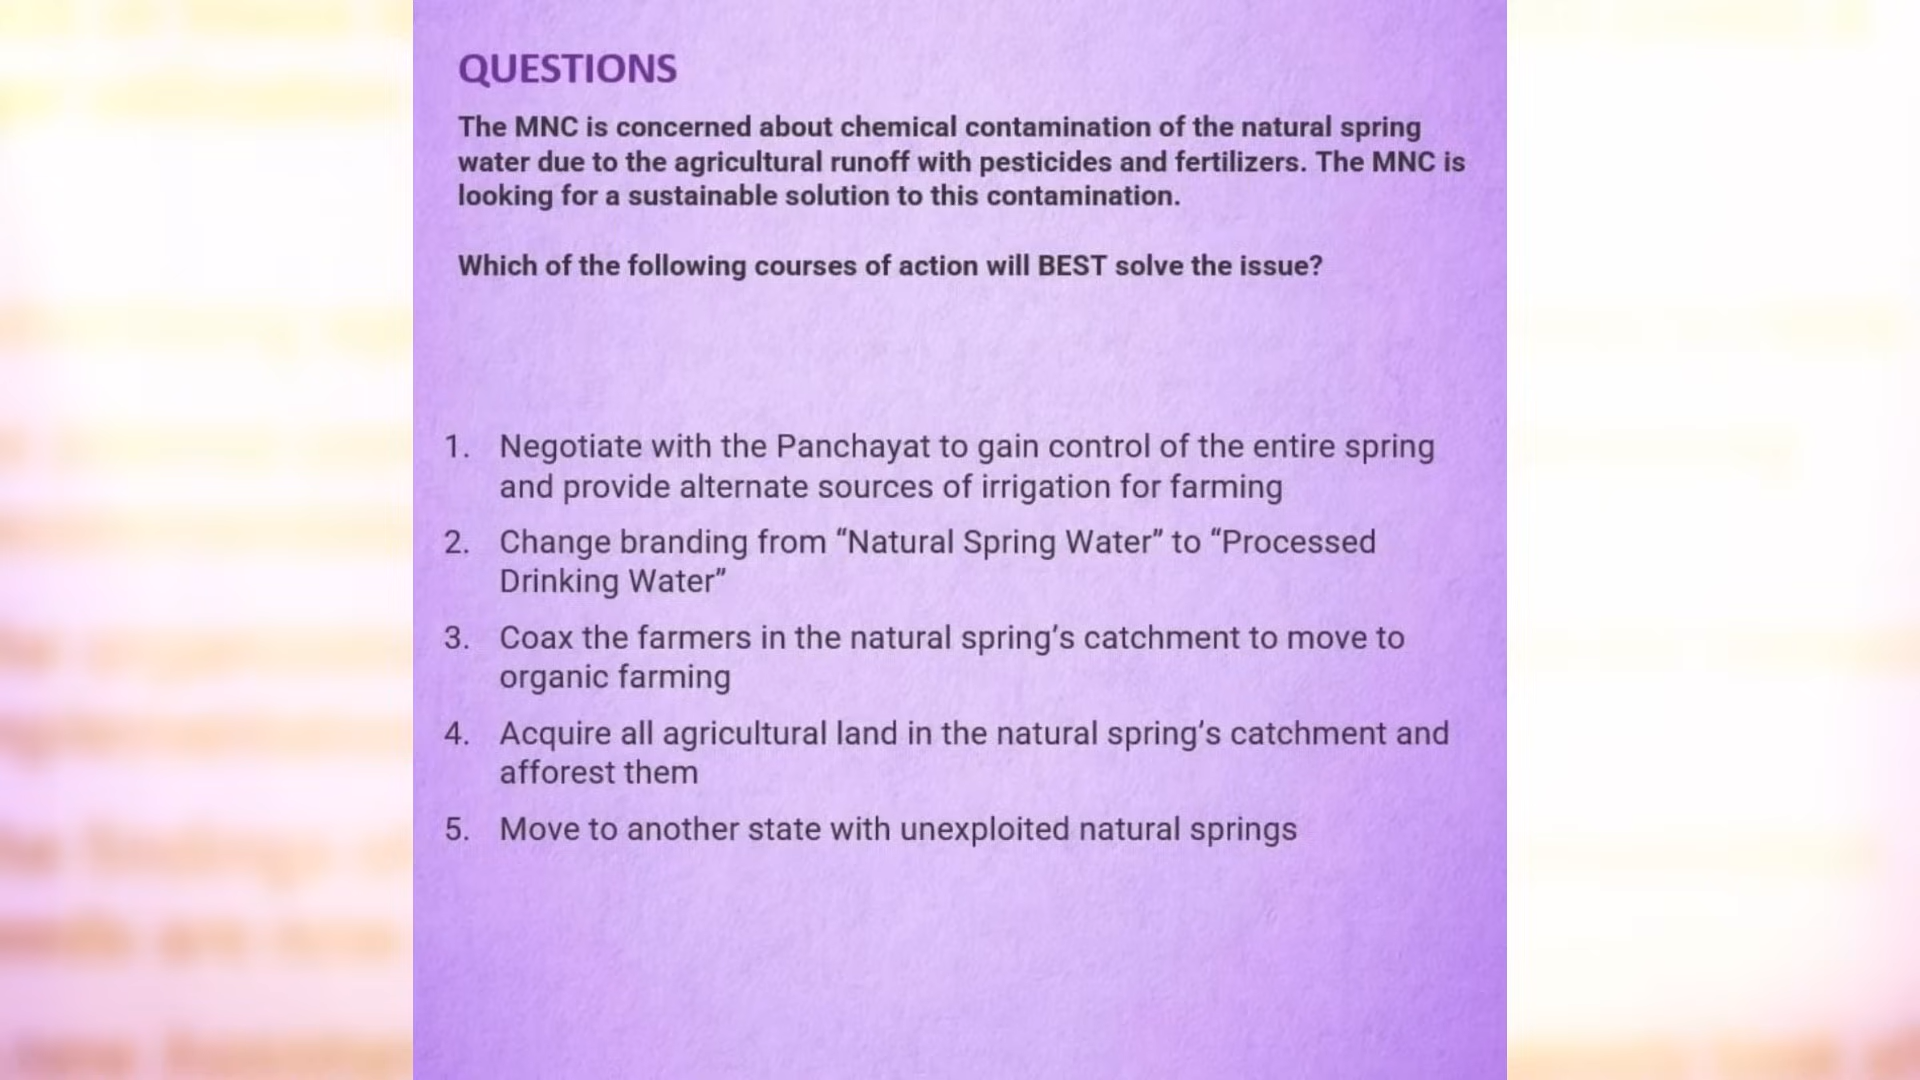 QUESTIONS
The MNC is concerned about chemical contamination of the natural spring
water due to the agricultural runoff with pesticides and fertilizers. The MNC is
looking for a sustainable solution to this contamination.
Which of the following courses of action will BEST solve the issue?
1. Negotiate with the Panchayat to gain control of the entire spring
and provide alternate sources of irrigation for farming
2. Change branding from “Natural Spring Water” to “Processed
Drinking Water”
3. Coax the farmers in the natural spring’s catchment to move to
organic farming
4. Acquire all agricultural land in the natural spring’s catchment and
afforest them
5. Move to another state with unexploited natural springs